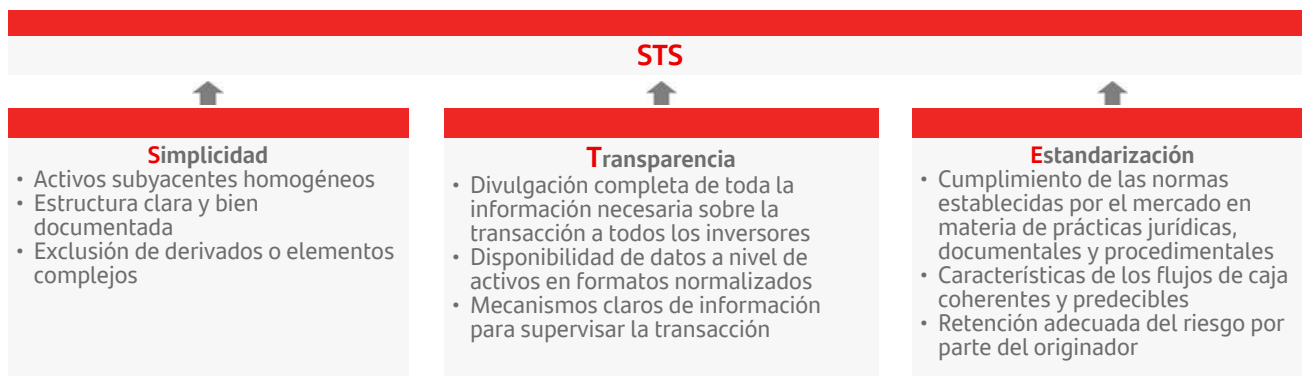 STS
Simplicidad
• Activos subyacentes homogéneos
• Estructura clara y bien
documentada
• Exclusión de derivados o elementos
complejos
Transparencia
• Divulgación completa de toda la
información necesaria sobre la
transacción a todos los inversores
• Disponibilidad de datos a nivel de
activos en formatos normalizados
• Mecanismos claros de información
para supervisar la transacción
Estandarización
• Cumplimiento de las normas
establecidas por el mercado en
materia de prácticas jurídicas,
documentales y procedimentales
• Características de los flujos de caja
coherentes y predecibles
• Retención adecuada del riesgo por
parte del originador